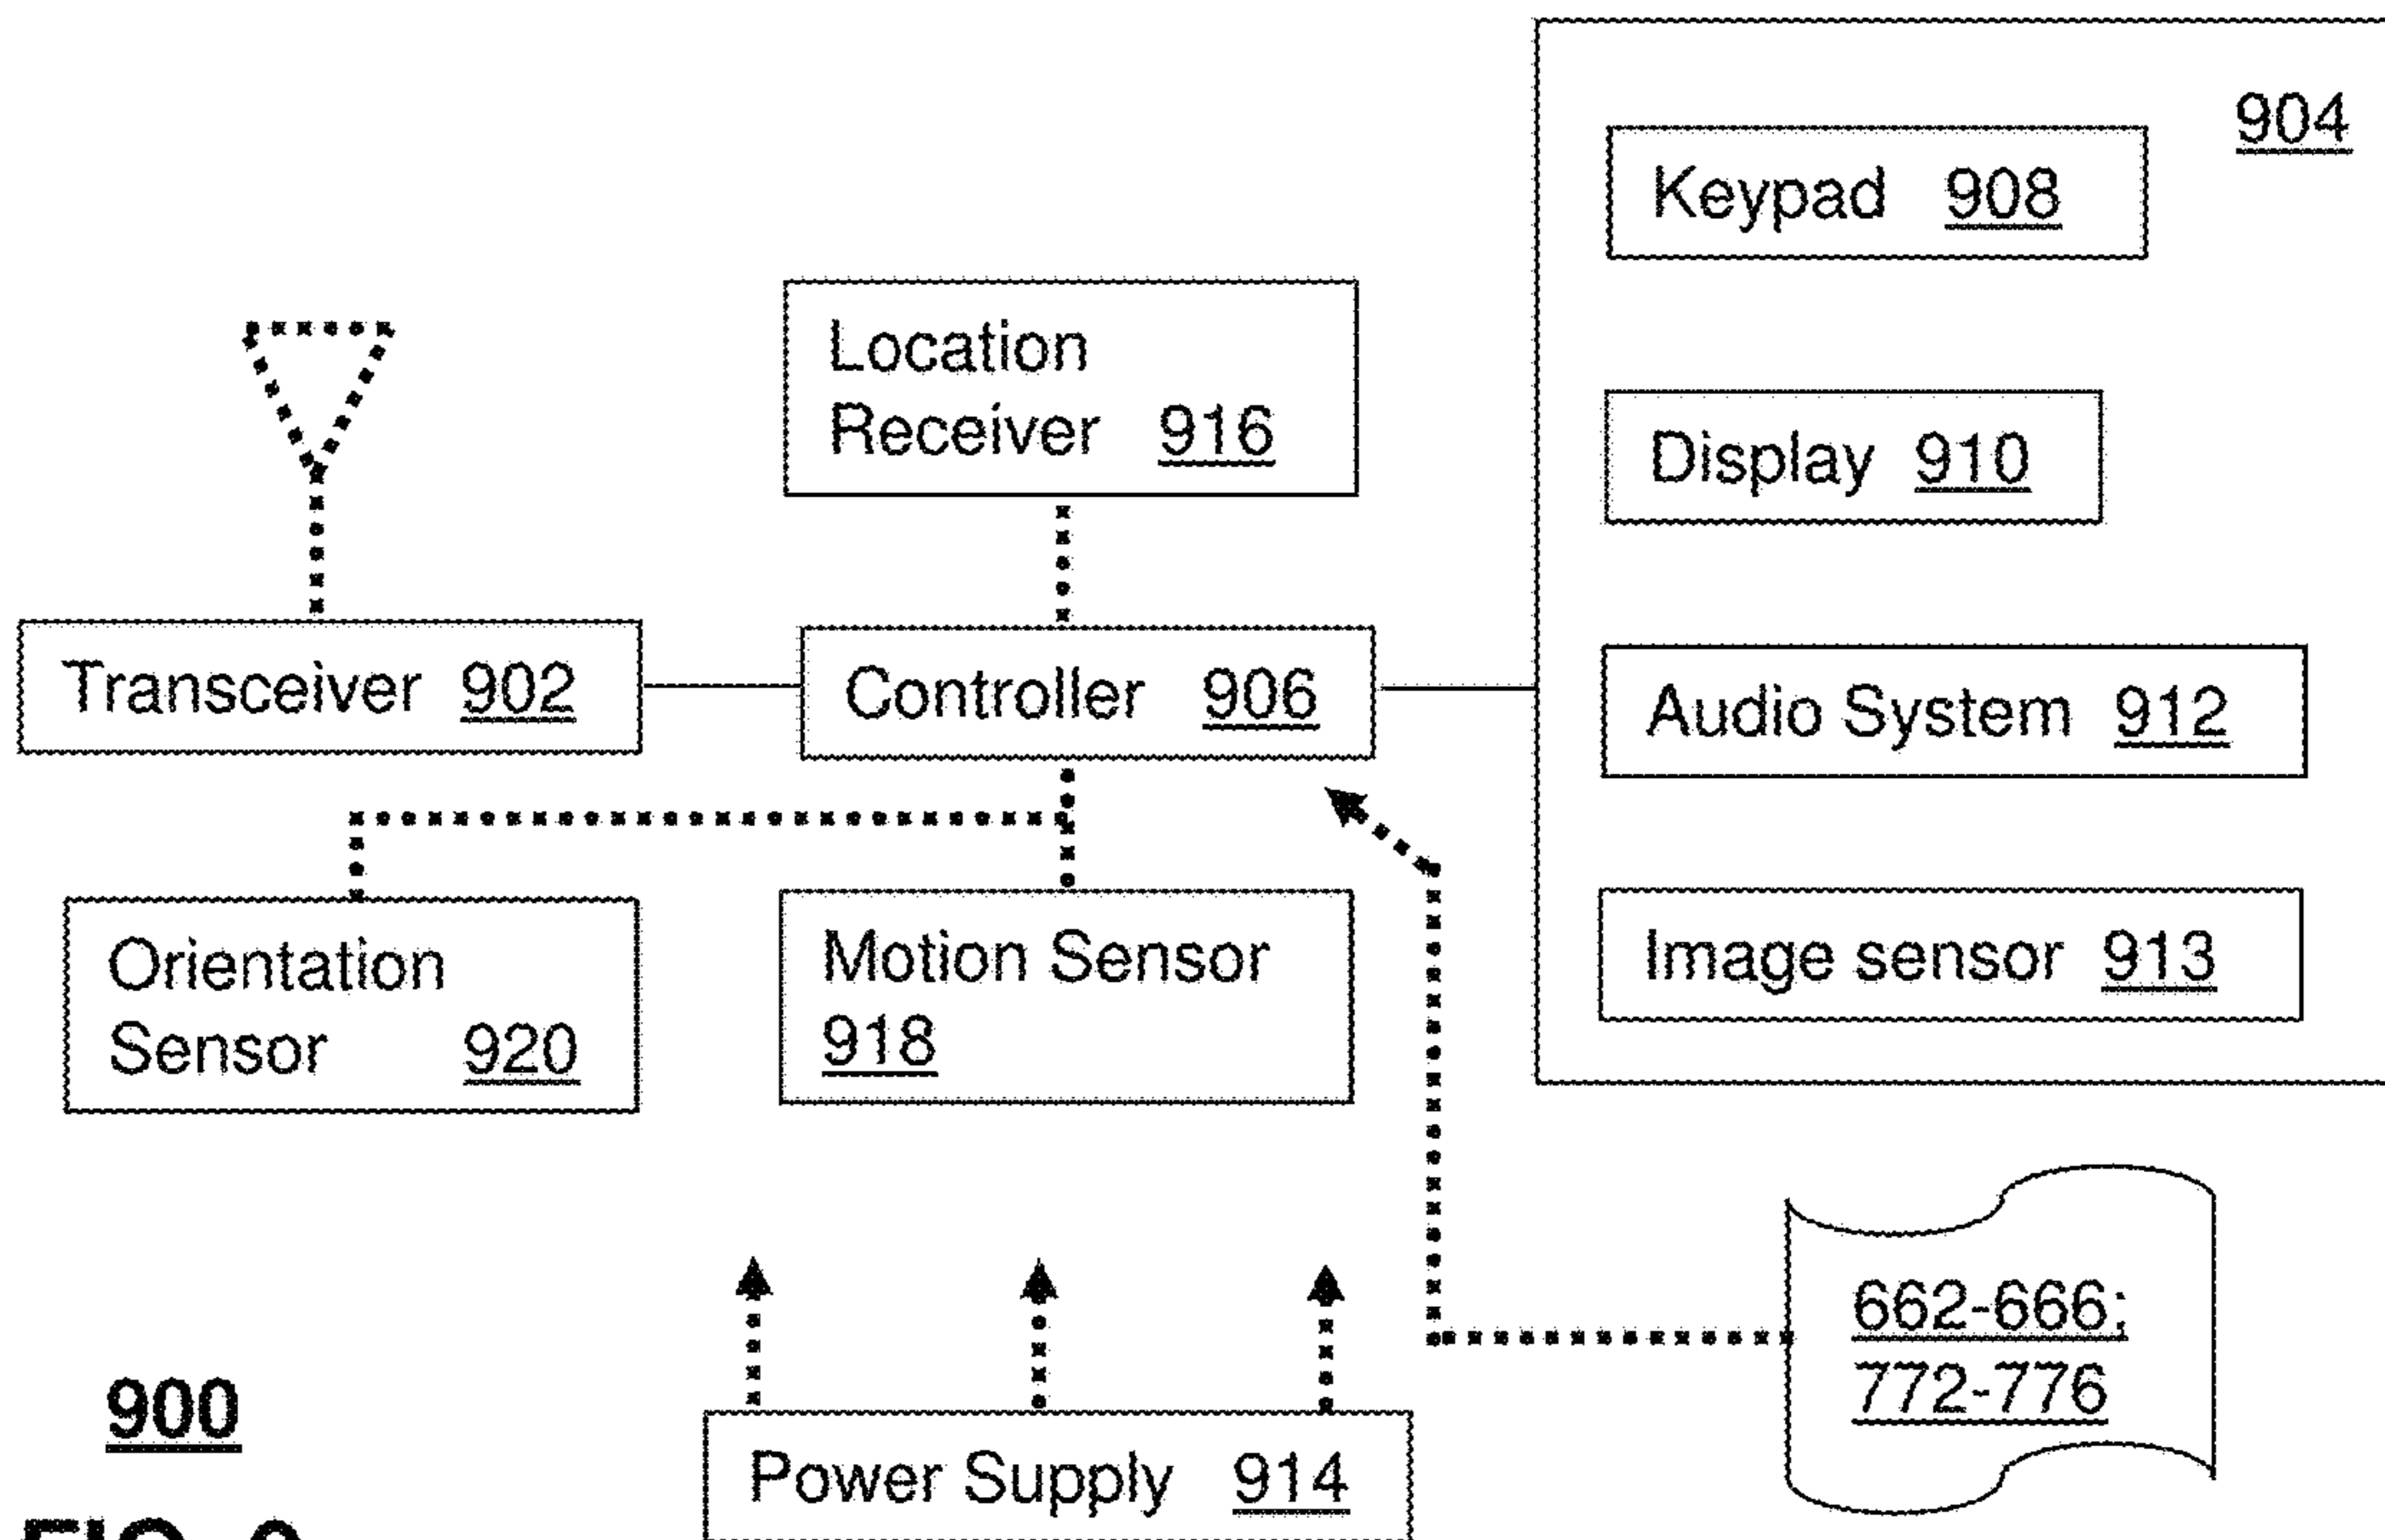 904
Keypad 908
Location
Receiver 916
Display 910
Transceiver 902
Controller 906
Audio System 912
Orientation
Sensor 920
Motion Sensor
918
Image sensor 913
662-666;
772-776
900
Power Supply 914